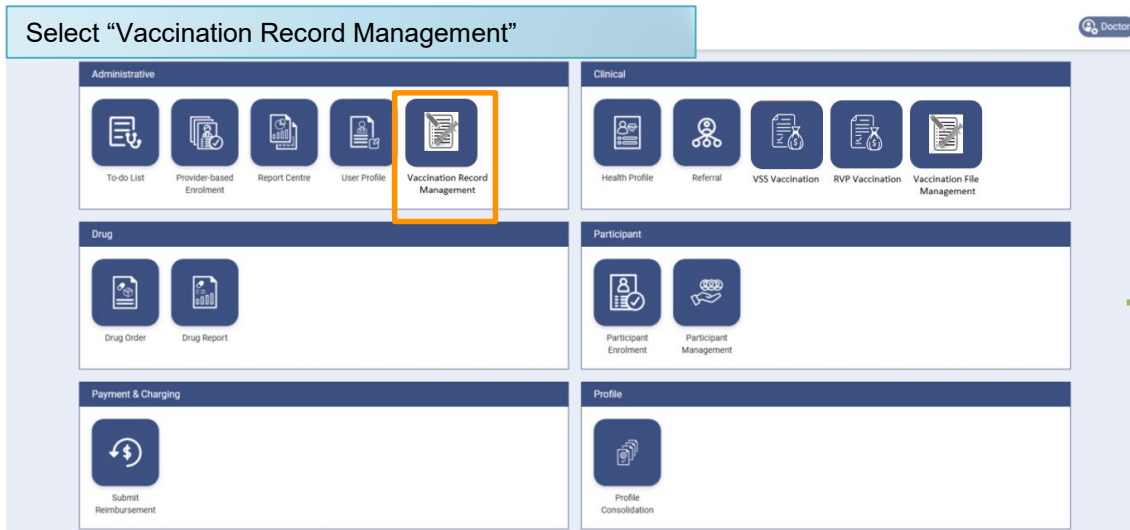 Select “Vaccination Record Management”
Doctor
Administrative
To-do List
Provider-based
Enrolment
Report Centre
User Profile
Vaccination Record
Management
Clinical
Health Profile
Referral
VSS Vaccination
RVP Vaccination
Vaccination File
Management
Drug
Drug Order
Drug Report
Participant
Participant
Enrolment
Participant
Management
Payment & Charging
Submit
Reimbursement
Profile
Profile
Consolidation